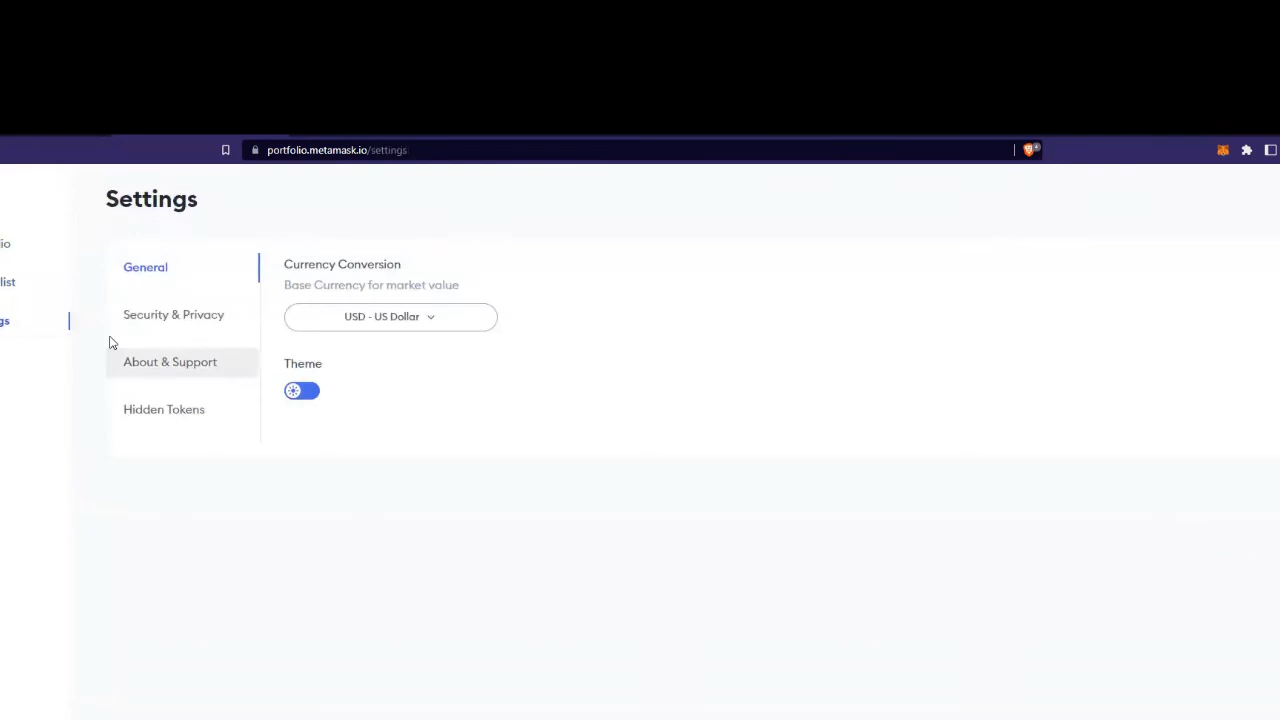 portfolio.metamask.io/settings
Settings
io
list
gs
General
Security & Privacy
About & Support
Hidden Tokens
Currency Conversion
Base Currency for market value
USD - US Dollar
Theme